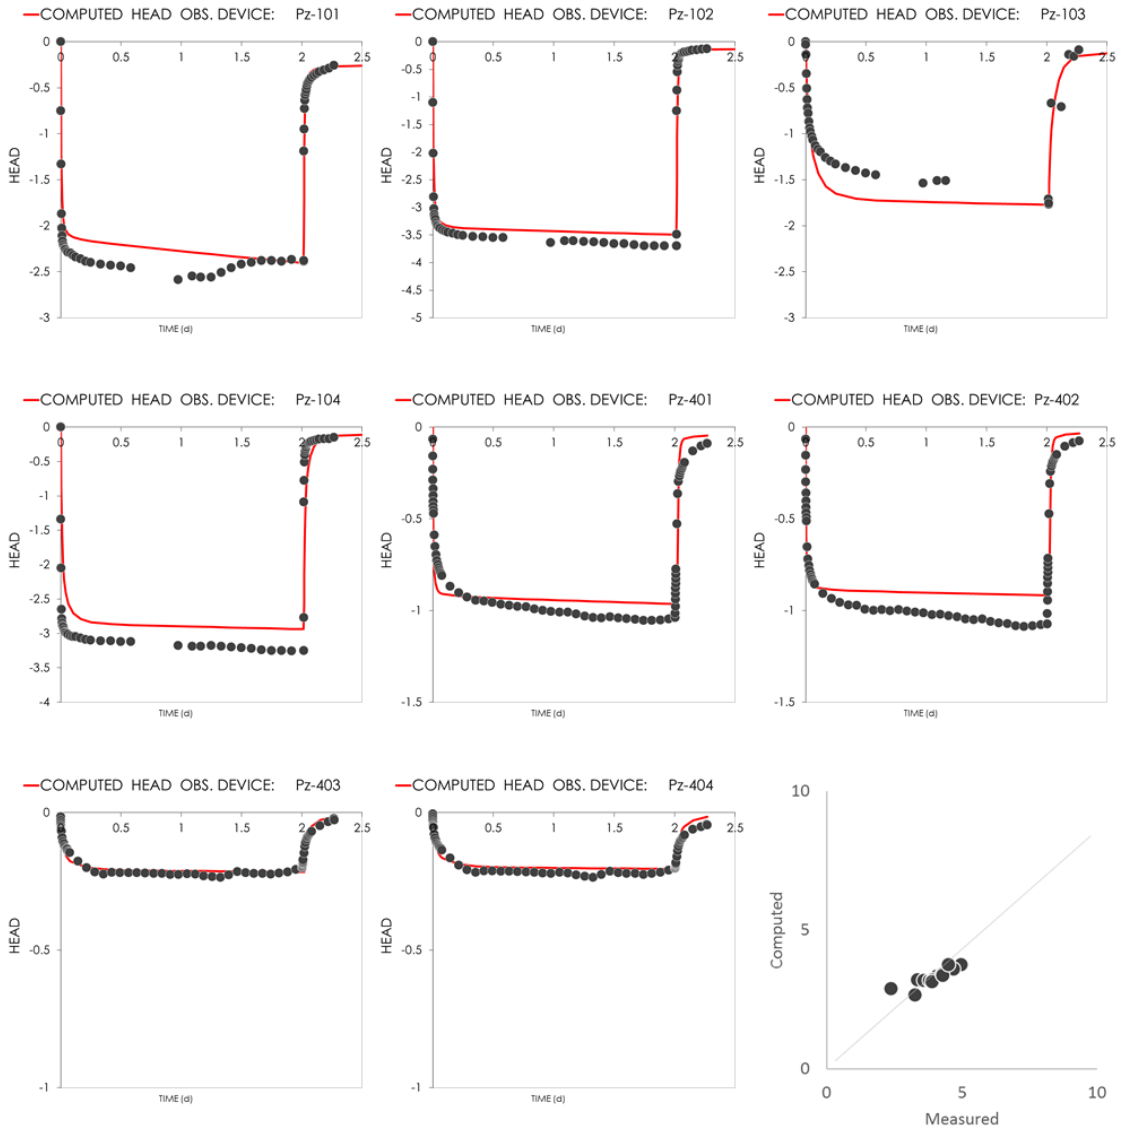 COMPUTED HEAD OBS. DEVICE: Pz-101
0
0 0.5 1 1.5 2 2.5
-0.5
-1
HEAD
-1.5
-2
-2.5
-3
TIME (d)
COMPUTED HEAD OBS. DEVICE: Pz-102
0
0 0.5 1 1.5 2 2.5
-0.5
-1
-1.5
-2
HEAD
-2.5
-3
-3.5
-4
-4.5
-5
TIME (d)
COMPUTED HEAD OBS. DEVICE: Pz-103
0
0 0.5 1 1.5 2 2.5
-0.5
-1
HEAD
-1.5
-2
-2.5
-3
TIME (d)
COMPUTED HEAD OBS. DEVICE: Pz-104
0
0 0.5 1 1.5 2 2.5
-0.5
-1
-1.5
HEAD
-2
-2.5
-3
-3.5
-4
TIME (d)
COMPUTED HEAD OBS. DEVICE: Pz-401
0
0 0.5 1 1.5 2 2.5
-0.5
HEAD
-1
-1.5
TIME (d)
COMPUTED HEAD OBS. DEVICE: Pz-402
0
0 0.5 1 1.5 2 2.5
-0.5
HEAD
-1
-1.5
TIME (d)
COMPUTED HEAD OBS. DEVICE: Pz-403
0
0 0.5 1 1.5 2 2.5
HEAD
-0.5
-1
TIME (d)
COMPUTED HEAD OBS. DEVICE: Pz-404
0
0 0.5 1 1.5 2 2.5
HEAD
-0.5
-1
TIME (d)
10
Computed
5
0
0 5 10
Measured